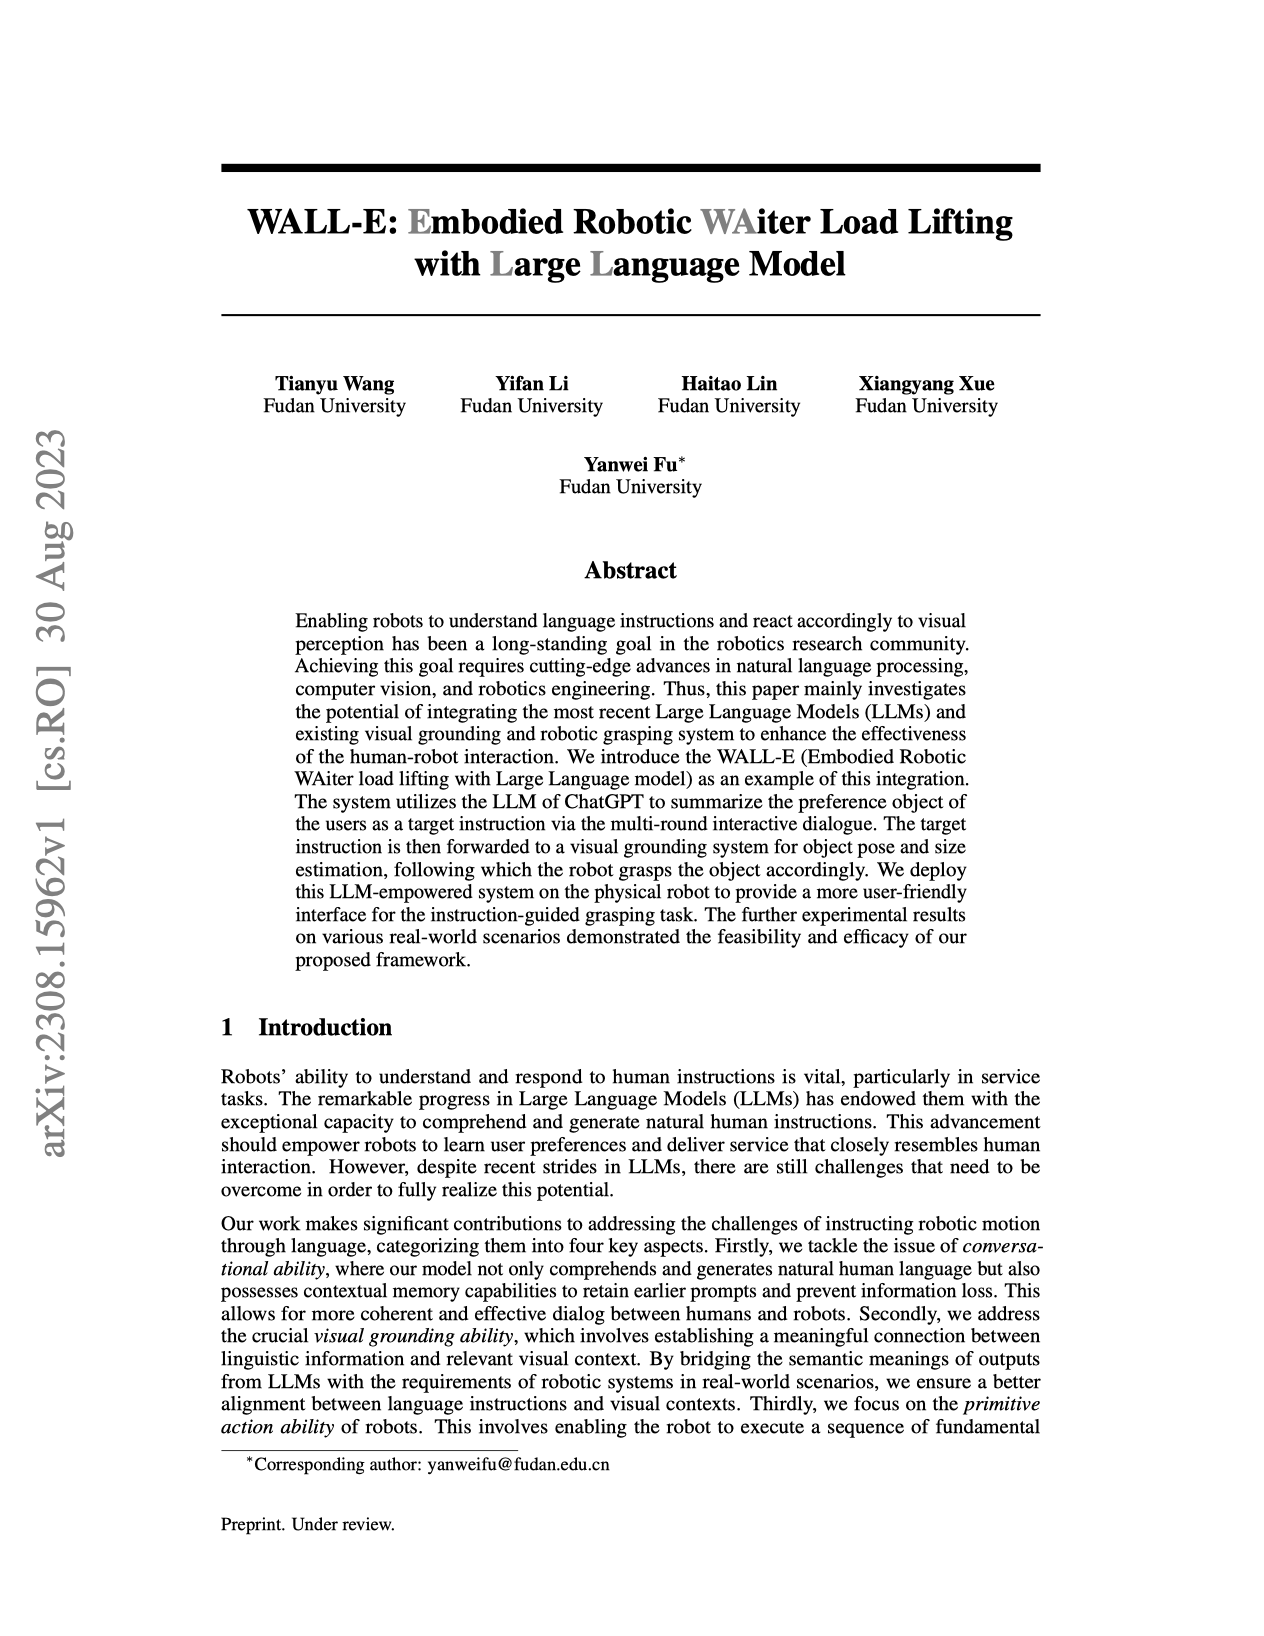 WALL-E: Embodied Robotic WAiter Load Lifting
with Large Language Model
Tianyu Wang
Fudan University
Yifan Li
Fudan University
Haitao Lin
Fudan University
Xiangyang Xue
Fudan University
Yanwei Fu*
Fudan University
arXiv:2308.15962v1 [cs.RO] 30 Aug 2023
Abstract
Enabling robots to understand language instructions and react accordingly to visual
perception has been a long-standing goal in the robotics research community.
Achieving this goal requires cutting-edge advances in natural language processing,
computer vision, and robotics engineering. Thus, this paper mainly investigates
the potential of integrating the most recent Large Language Models (LLMs) and
existing visual grounding and robotic grasping system to enhance the effectiveness
of the human-robot interaction. We introduce the WALL-E (Embodied Robotic
WAiter load lifting with Large Language model) as an example of this integration.
The system utilizes the LLM of ChatGPT to summarize the preference object of
the users as a target instruction via the multi-round interactive dialogue. The target
instruction is then forwarded to a visual grounding system for object pose and size
estimation, following which the robot grasps the object accordingly. We deploy
this LLM-empowered system on the physical robot to provide a more user-friendly
interface for the instruction-guided grasping task. The further experimental results
on various real-world scenarios demonstrated the feasibility and efficacy of our
proposed framework.
1 Introduction
Robots' ability to understand and respond to human instructions is vital, particularly in service
tasks. The remarkable progress in Large Language Models (LLMs) has endowed them with the
exceptional capacity to comprehend and generate natural human instructions. This advancement
should empower robots to learn user preferences and deliver service that closely resembles human
interaction. However, despite recent strides in LLMs, there are still challenges that need to be
overcome in order to fully realize this potential.
Our work makes significant contributions to addressing the challenges of instructing robotic motion
through language, categorizing them into four key aspects. Firstly, we tackle the issue of conversa-
tional ability, where our model not only comprehends and generates natural human language but also
possesses contextual memory capabilities to retain earlier prompts and prevent information loss. This
allows for more coherent and effective dialog between humans and robots. Secondly, we address
the crucial visual grounding ability, which involves establishing a meaningful connection between
linguistic information and relevant visual context. By bridging the semantic meanings of outputs
from LLMs with the requirements of robotic systems in real-world scenarios, we ensure a better
alignment between language instructions and visual contexts. Thirdly, we focus on the primitive
action ability of robots. This involves enabling the robot to execute a sequence of fundamental
*Corresponding author: yanweifu@fudan.edu.cn
Preprint. Under review.